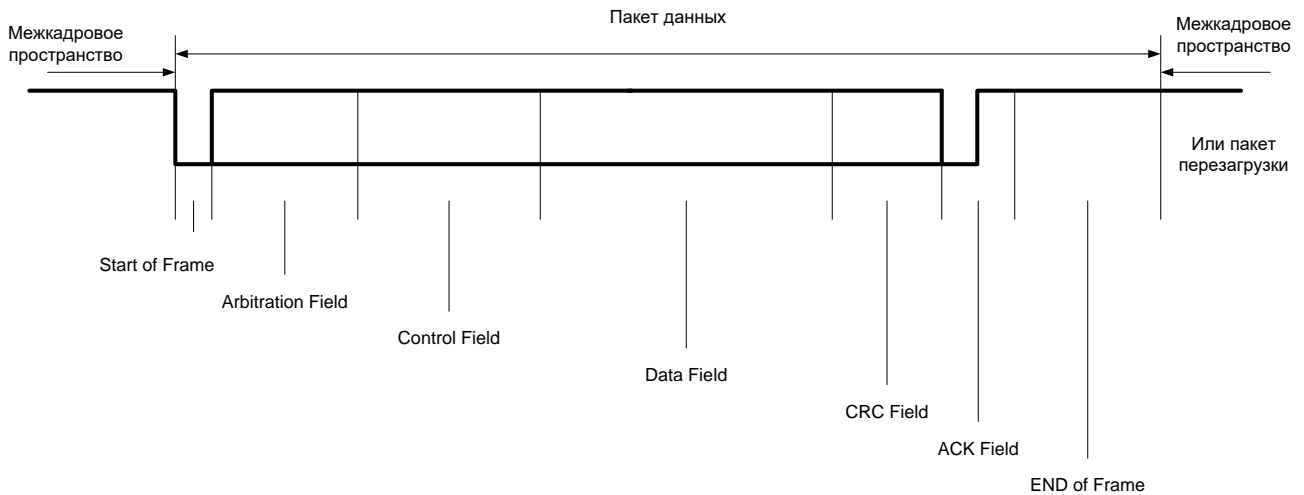 Пакет данных
Межкадровое
пространство
Межкадровое
пространство
Или пакет
перезагрузки
Start of Frame
Arbitration Field
Control Field
Data Field
CRC Field
ACK Field
END of Frame